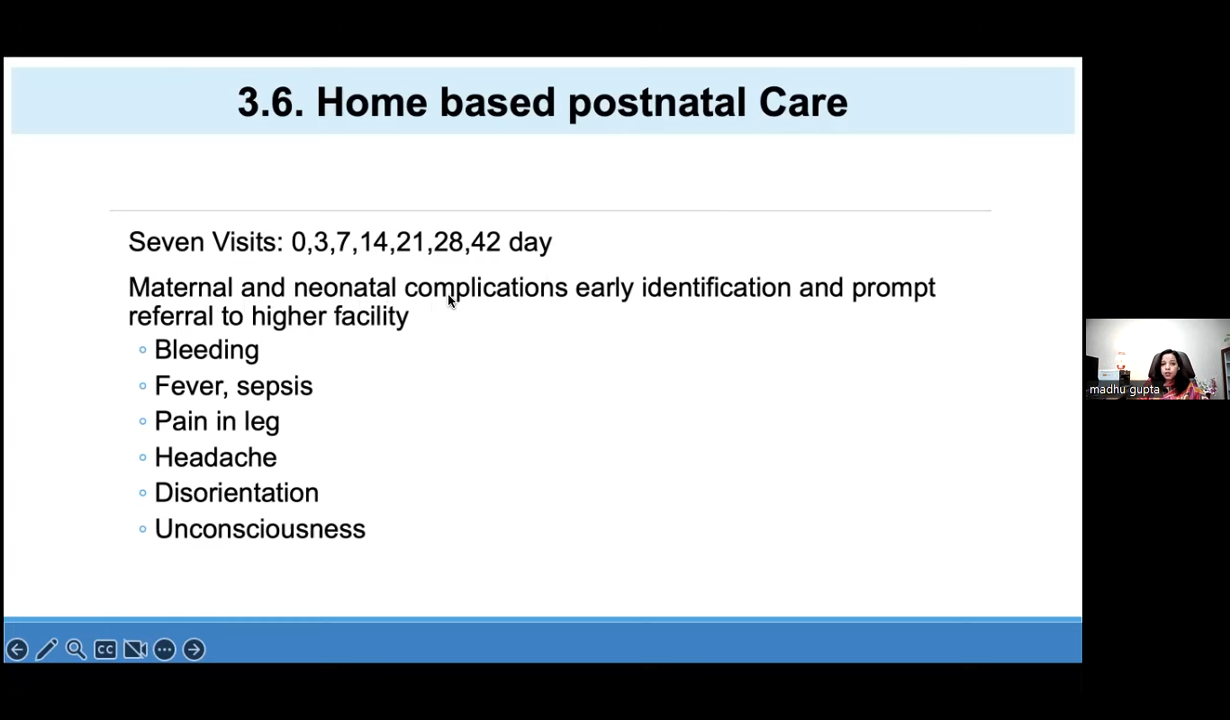 3.6. Home based postnatal Care
Seven Visits: 0,3,7,14,21,28,42 day
Maternal and neonatal complications early identification and prompt
referral to higher facility
Bleeding
Fever, sepsis
Pain in leg
Headache
Disorientation
Unconsciousness
madhu gupta
CC